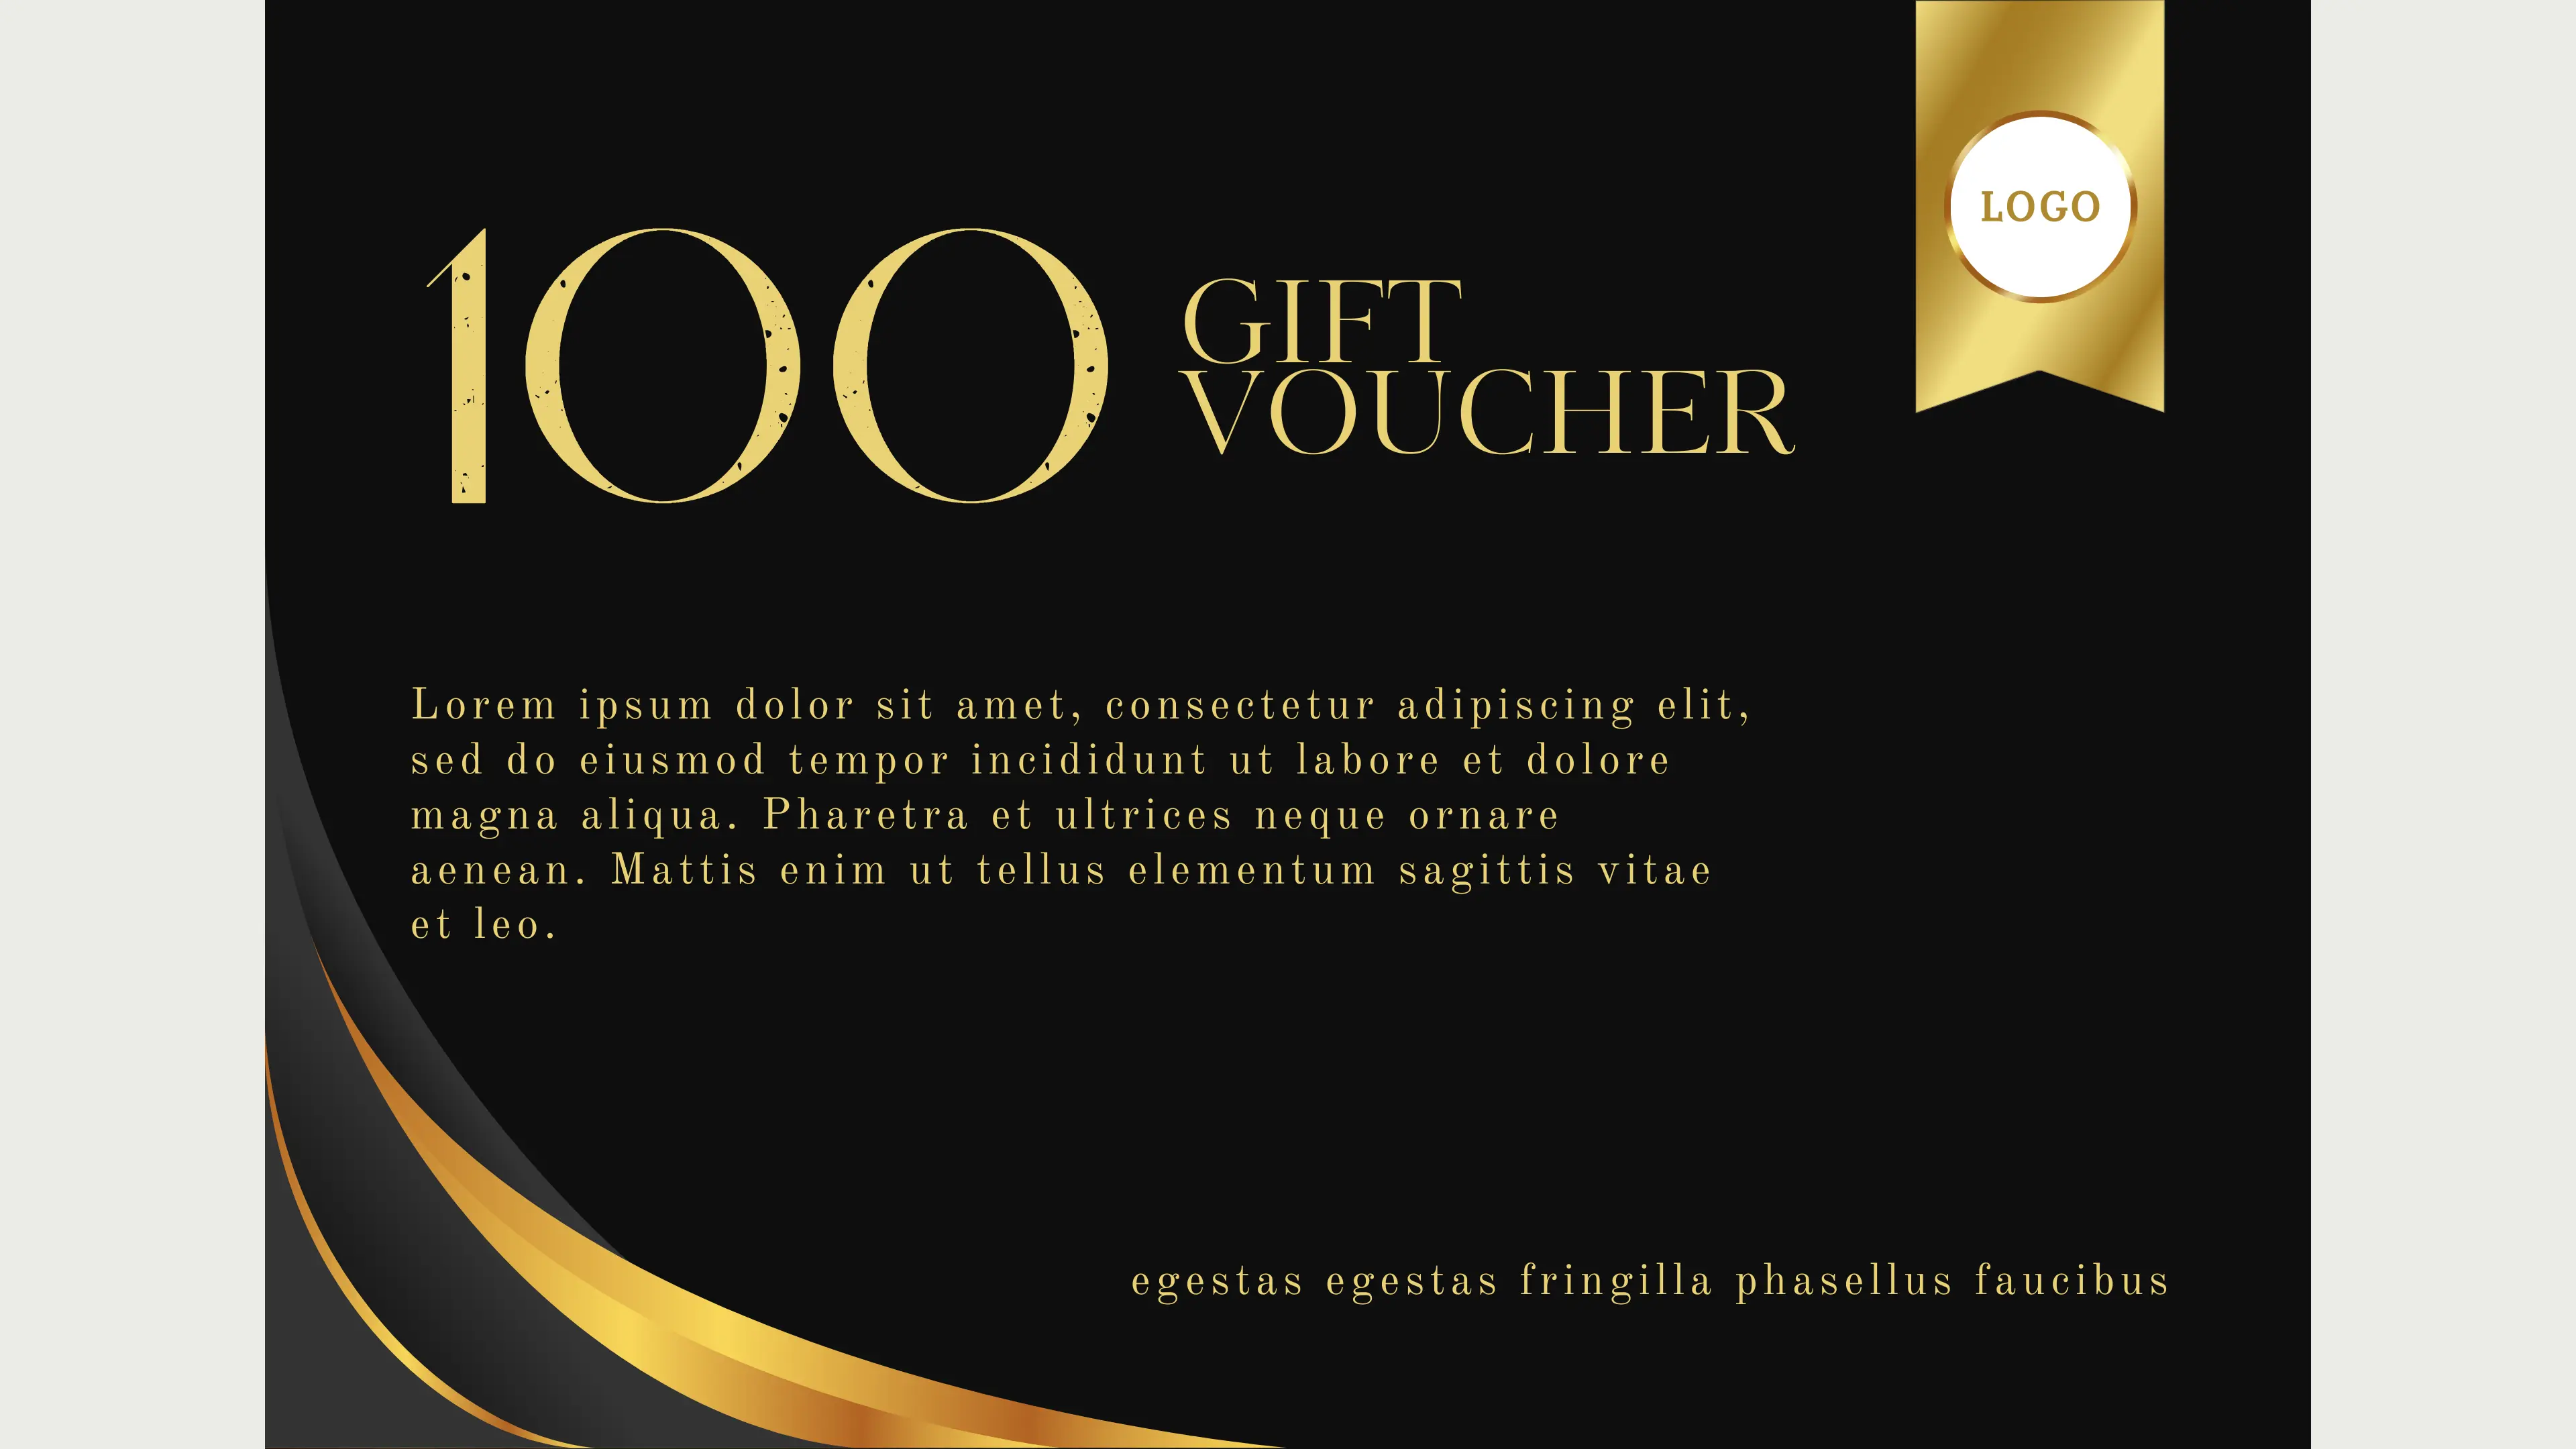 LOGO
100
GIFT
VOUCHER
Lorem ipsum dolor sit amet, consectetur adipiscing elit,
sed do eiusmod tempor incididunt ut labore et dolore
magna aliqua. Pharetra et ultrices neque ornare
aenean. Mattis enim ut tellus elementum sagittis vitae
et leo.
egestas egestas fringilla phasellus faucibus